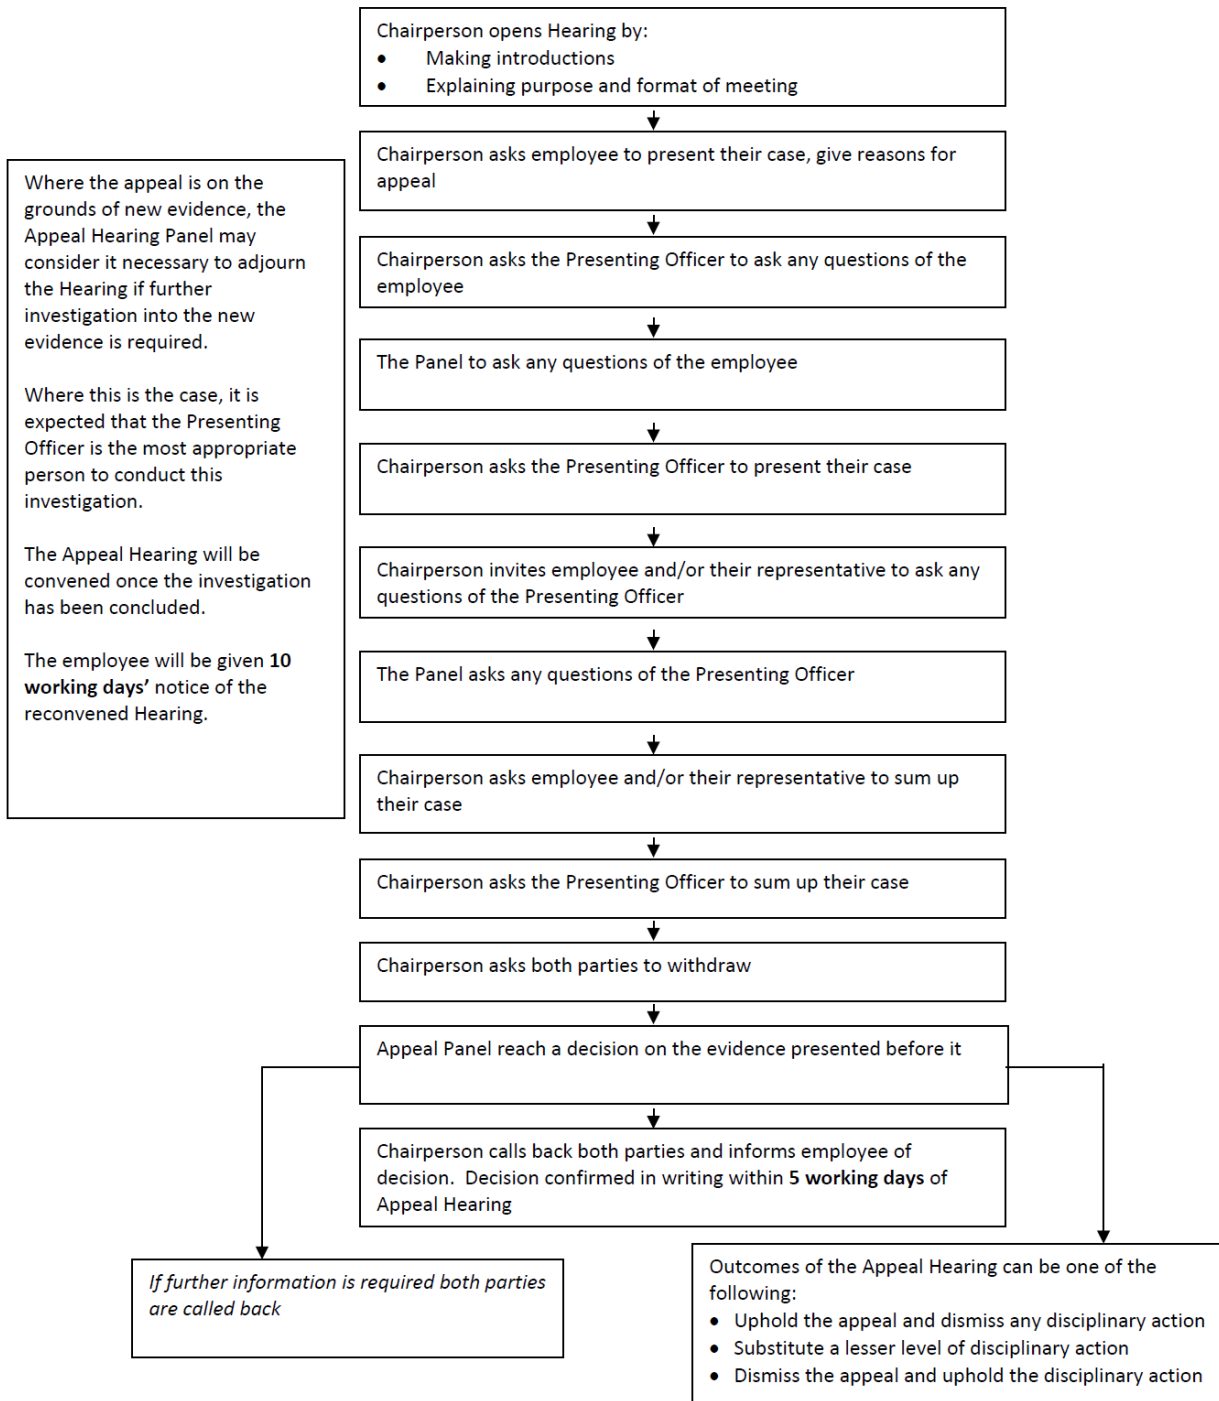 Chairperson opens Hearing by:
• Making introductions
• Explaining purpose and format of meeting
Chairperson asks employee to present their case, give reasons for
appeal
Where the appeal is on the
grounds of new evidence, the
Appeal Hearing Panel may
consider it necessary to adjourn
the Hearing if further
investigation into the new
evidence is required.
Where this is the case, it is
expected that the Presenting
Officer is the most appropriate
person to conduct this
investigation.
The Appeal Hearing will be
convened once the investigation
has been concluded.
The employee will be given 10
working days’ notice of the
reconvened Hearing.
Chairperson asks the Presenting Officer to ask any questions of the
employee
The Panel to ask any questions of the employee
Chairperson asks the Presenting Officer to present their case
Chairperson invites employee and/or their representative to ask any
questions of the Presenting Officer
The Panel asks any questions of the Presenting Officer
Chairperson asks employee and/or their representative to sum up
their case
Chairperson asks the Presenting Officer to sum up their case
Chairperson asks both parties to withdraw
Appeal Panel reach a decision on the evidence presented before it
Chairperson calls back both parties and informs employee of
decision.  Decision confirmed in writing within 5 working days of
Appeal Hearing
If further information is required both parties
are called back
Outcomes of the Appeal Hearing can be one of the
following:
• Uphold the appeal and dismiss any disciplinary action
• Substitute a lesser level of disciplinary action
• Dismiss the appeal and uphold the disciplinary action